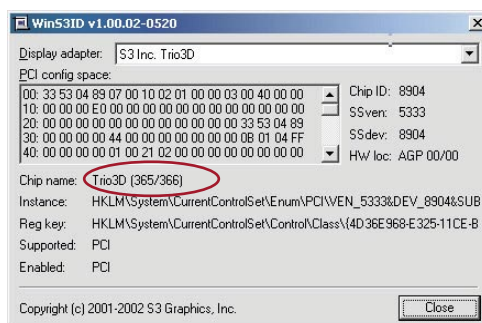 WinS3ID v1.00.02-0520
Display adapter: S3 Inc. Trio3D
PCI config space:
00: 33 53 04 89 07 00 10 02 01 00 00 03 00 40 00 00
10: 00 00 00 E0 00 00 00 00 00 00 00 00 00 00 00 00
20: 00 00 00 00 00 00 00 00 00 00 00 00 33 53 04 89
30: 00 00 00 00 44 00 00 00 00 00 00 00 0B 01 04 FF
40: 00 00 00 00 01 00 21 02 00 00 00 00 00 00 00 00
Chip ID: 8904
SSven: 5333
SSdev: 8904
HW loc: AGP 00/00
Chip name: Trio3D (365/366)
Instance: HKLM\System\CurrentControlSet\Enum\PCI\VEN_5333&DEV_8904&SUB
Reg key: HKLM\System\CurrentControlSet\Control\Class\{4D36E968-E325-11CE-B
Supported: PCI
Enabled: PCI
Copyright (c) 2001-2002 S3 Graphics, Inc.
Close